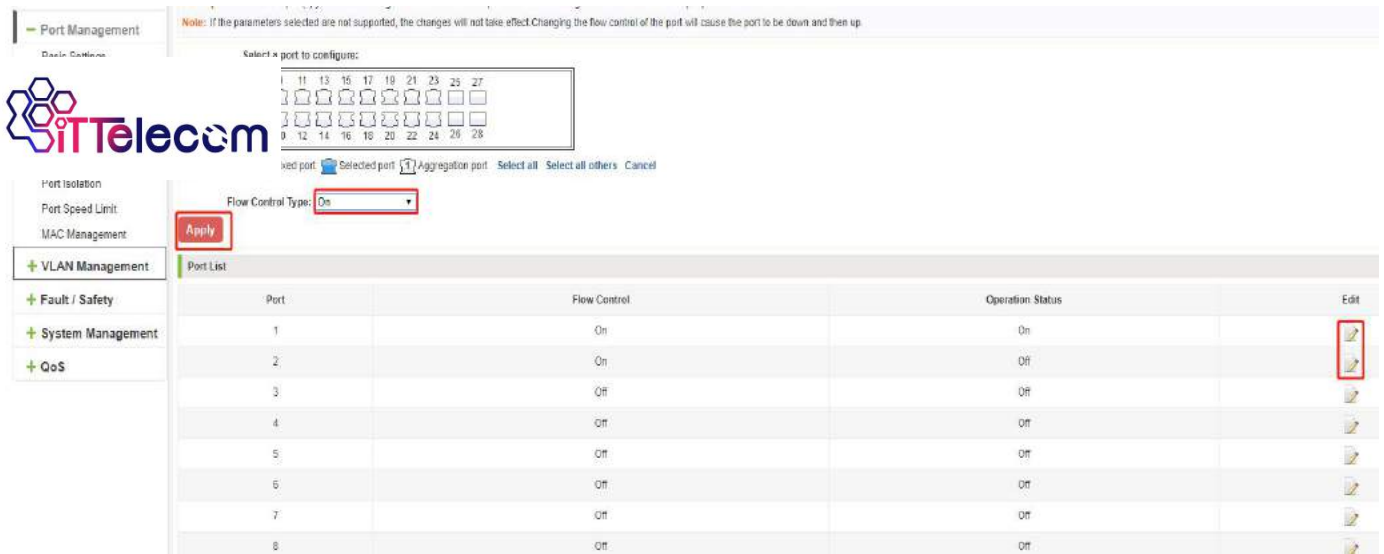 Port Management
Note: If the parameters selected are not supported, the changes will not take effect.Changing the flow control of the port will cause the port to be down and then up.
Basic Settings
Select a port to configure:
11 13 15 17 19 21 23 25 27
12 14 16 18 20 22 24 26 28
SiTTelecom
Selected port 1 Aggregation port Select all Select all others Cancel
Port Isolation
Port Speed Limit
Flow Control Type: On
MAC Management
Apply
VLAN Management
Port List
Fault / Safety
Port Flow Control Operation Status Edit
System Management
1 On On
QoS
2 On Off
3 Off Off
4 Off Off
5 Off Off
6 Off Off
7 Off Off
8 Off Off